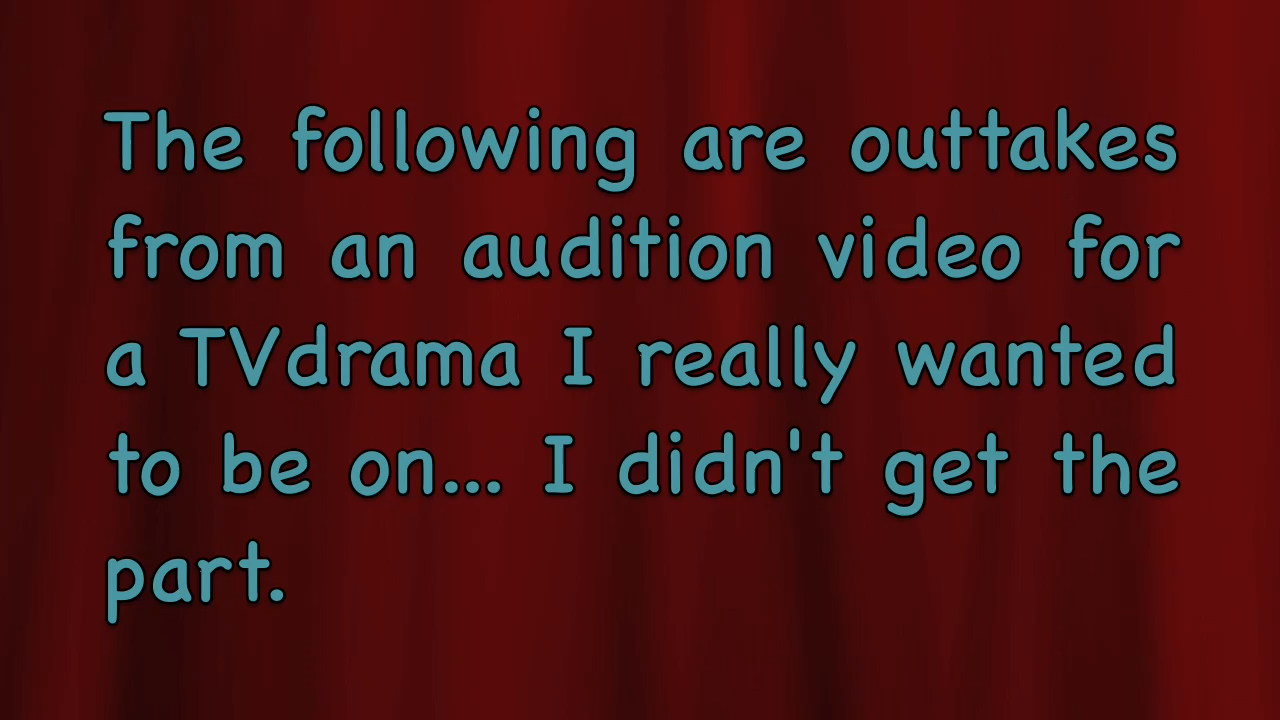 The following are outtakes
from an audition video for
a TVdrama I really wanted
to be on... I didn't get the
part.